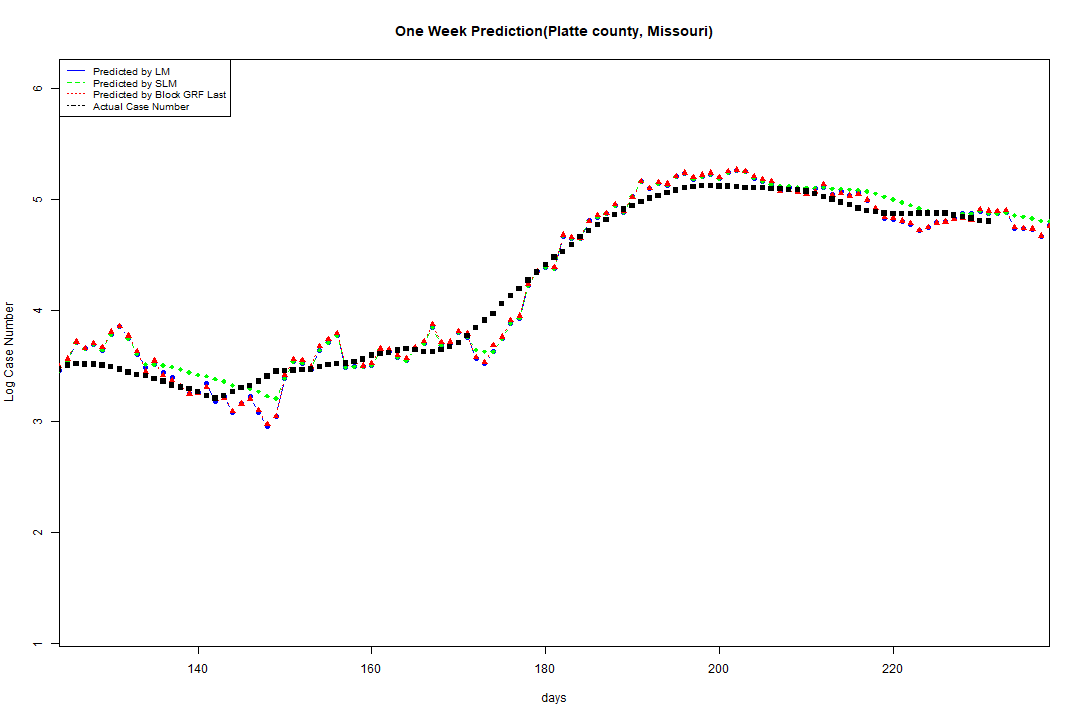 One Week Prediction(Platte county, Missouri)
Predicted by LM
Predicted by SLM
Predicted by Block GRF Last
Actual Case Number
6
5
4
3
2
1
Log Case Number
140 160 180 200 220
days